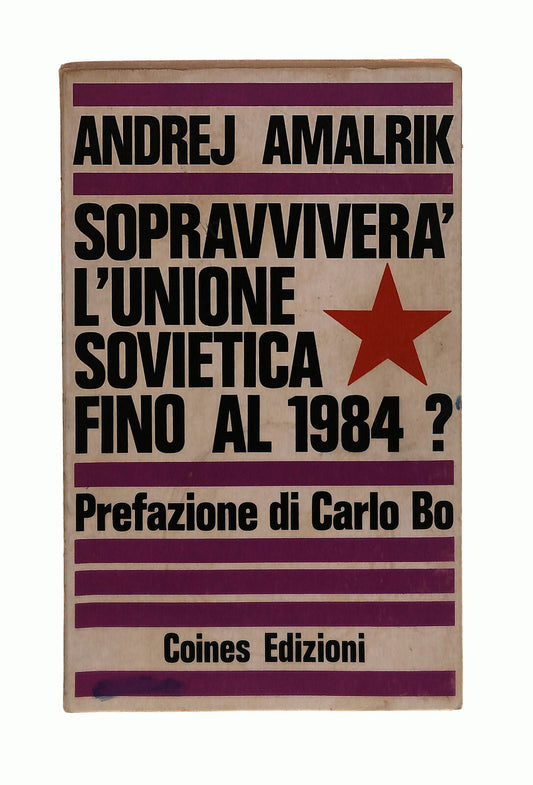 ANDREJ AMALRIK
SOPRAVVIVERA'
L'UNIONE
SOVIETICA
FINO AL 1984 ?
Prefazione di Carlo Bo
Coines Edizioni